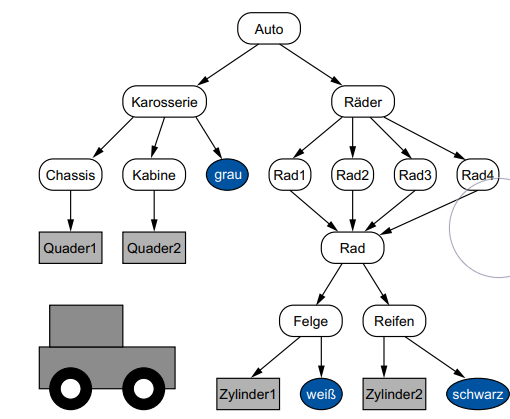 Auto
Karosserie Räder
Chassis Kabine grau Rad1 Rad2 Rad3 Rad4
Quader1 Quader2 Rad
Felge Reifen
Zylinder1 weiß Zylinder2 schwarz